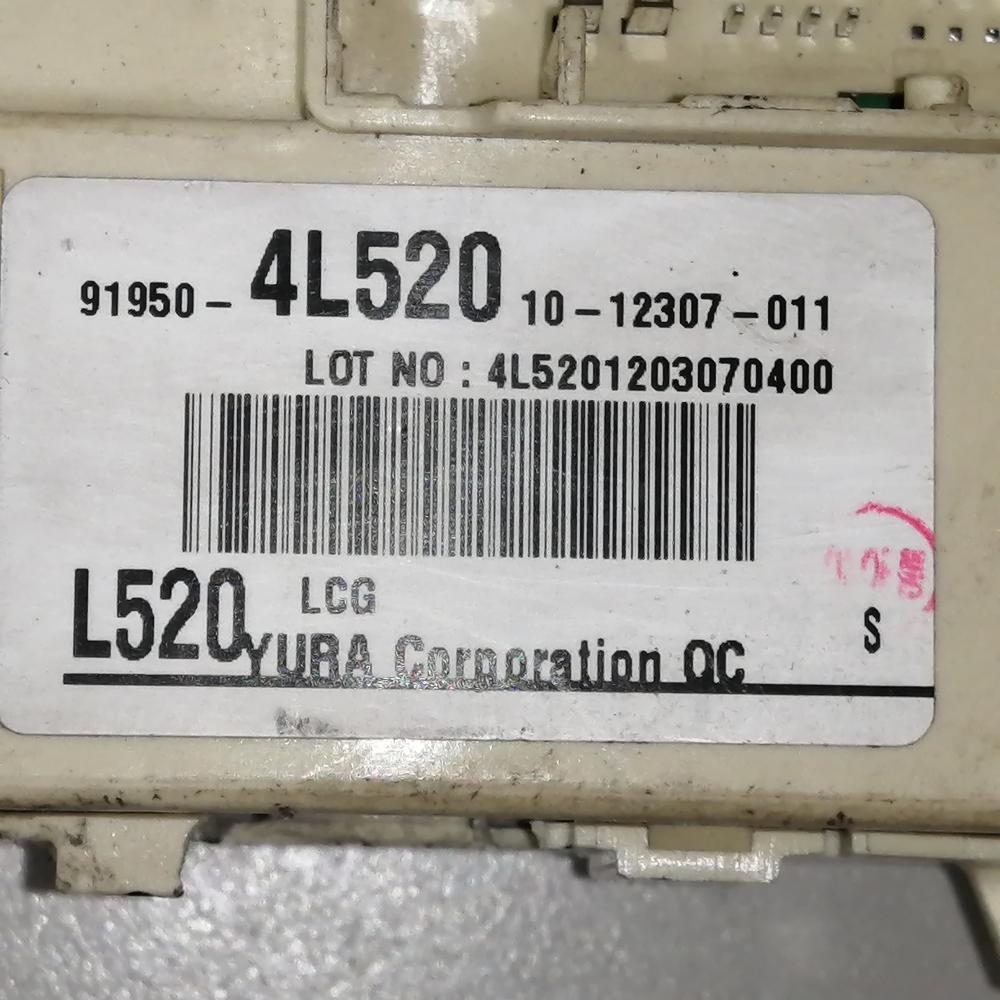 91950- 4L520 10-12307-011
LOT NO : 4L5201203070400
L520 LCG
YURA Corporation QC
S